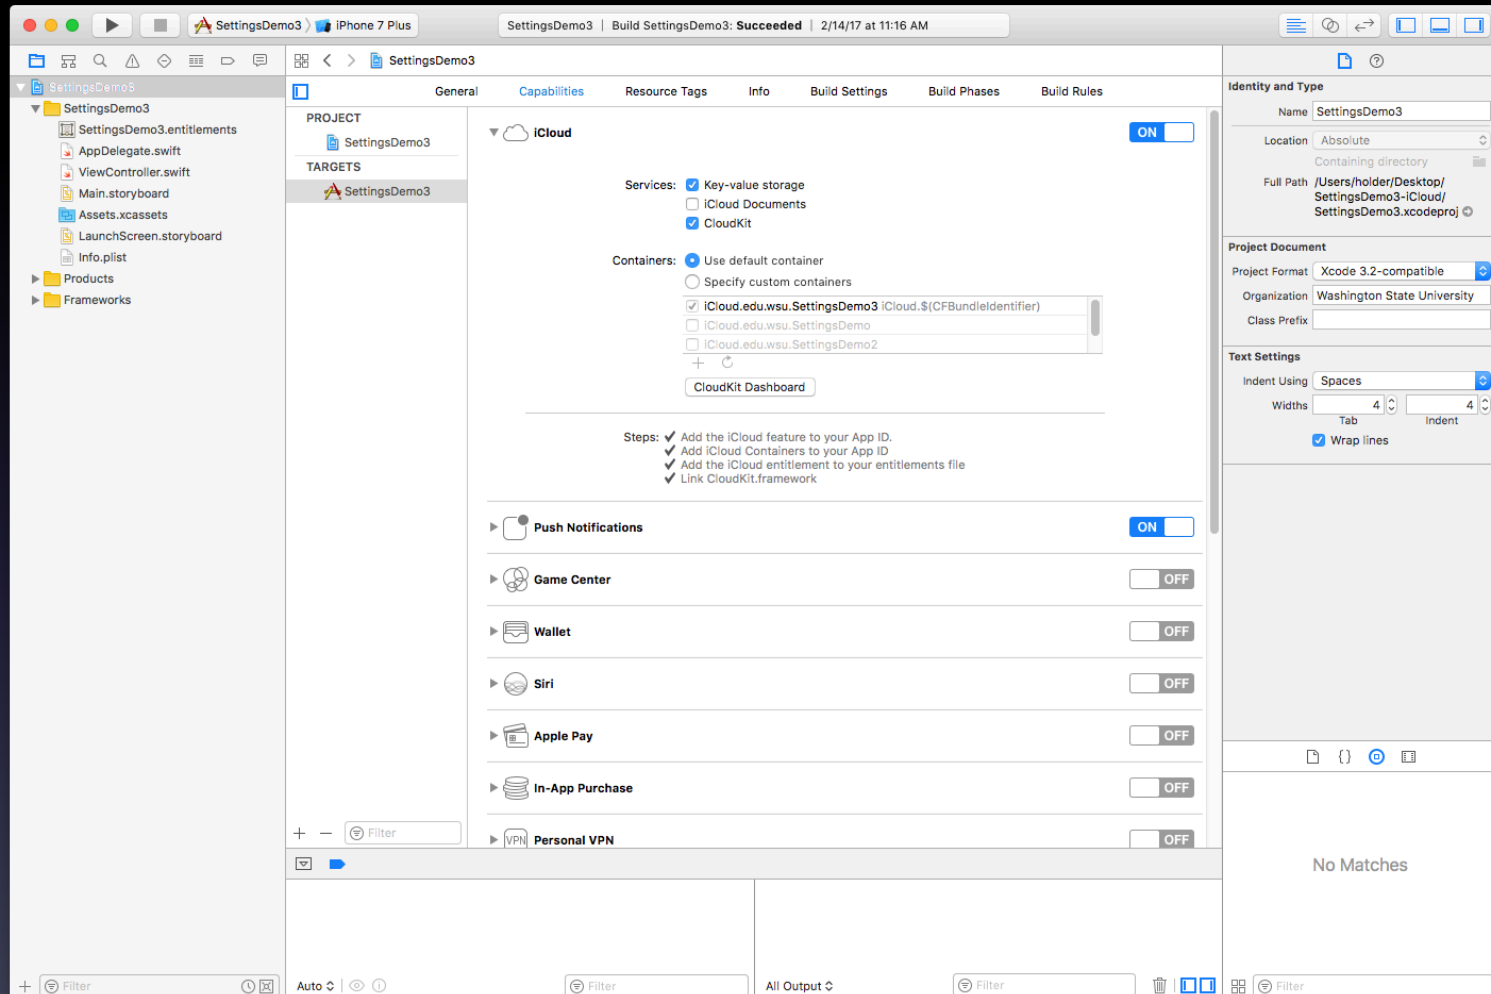 SettingsDemo3 〉 iPhone 7 Plus
SettingsDemo3 | Build SettingsDemo3: Succeeded | 2/14/17 at 11:16 AM
SettingsDemo3
SettingsDemo3
SettingsDemo3.entitlements
AppDelegate.swift
ViewController.swift
Main.storyboard
Assets.xcassets
LaunchScreen.storyboard
Info.plist
Products
Frameworks
Filter
SettingsDemo3
General Capabilities Resource Tags Info Build Settings Build Phases Build Rules
PROJECT
SettingsDemo3
TARGETS
SettingsDemo3
Filter
iCloud ON
Services: Key-value storage
iCloud Documents
CloudKit
Containers: Use default container
Specify custom containers
iCloud.edu.wsu.SettingsDemo3 iCloud.$(CFBundleIdentifier)
iCloud.edu.wsu.SettingsDemo
iCloud.edu.wsu.SettingsDemo2
CloudKit Dashboard
Steps: ✔ Add the iCloud feature to your App ID.
✔ Add iCloud Containers to your App ID
✔ Add the iCloud entitlement to your entitlements file
✔ Link CloudKit.framework
Push Notifications ON
Game Center OFF
Wallet OFF
Siri OFF
Apple Pay OFF
In-App Purchase OFF
VPN Personal VPN OFF
Auto
Filter
All Output
Filter
Identity and Type
Name SettingsDemo3
Location Absolute
Containing directory
Full Path /Users/holder/Desktop/
SettingsDemo3-iCloud/
SettingsDemo3.xcodeproj
Project Document
Project Format Xcode 3.2-compatible
Organization Washington State University
Class Prefix
Text Settings
Indent Using Spaces
Widths 4 4
Tab Indent
Wrap lines
{}
No Matches
Filter